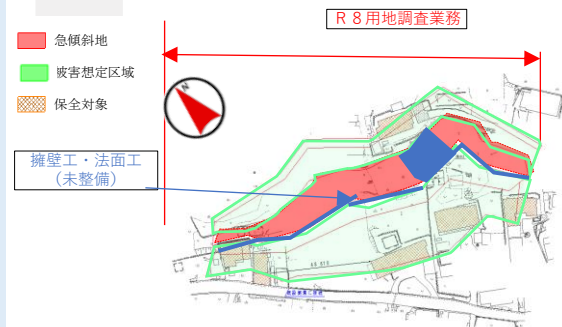 R8用地調査業務
急傾斜地
被害想定区域
保全対象
N
擁壁工・法面工
(未整備)